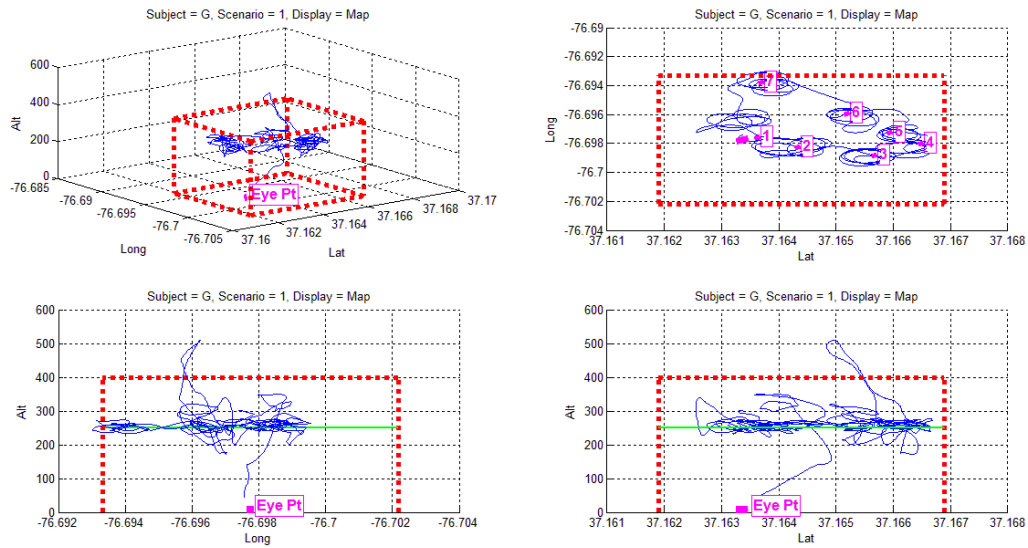 Subject = G, Scenario = 1, Display = Map
600
400
200
0
Alt
-76.685
-76.69
-76.695
-76.7
-76.705
Long
37.16
37.162
37.164
37.166
37.168
37.17
Lat
Eye Pt
Subject = G, Scenario = 1, Display = Map
-76.69
-76.692
-76.694
-76.696
-76.698
-76.7
-76.702
-76.704
Long
7
6
1
5
2
4
3
37.161 37.162 37.163 37.164 37.165 37.166 37.167 37.168
Lat
Subject = G, Scenario = 1, Display = Map
600
500
400
300
200
100
0
Alt
Eye Pt
-76.692 -76.694 -76.696 -76.698 -76.7 -76.702 -76.704
Long
Subject = G, Scenario = 1, Display = Map
600
500
400
300
200
100
0
Alt
Eye Pt
37.161 37.162 37.163 37.164 37.165 37.166 37.167 37.168
Lat